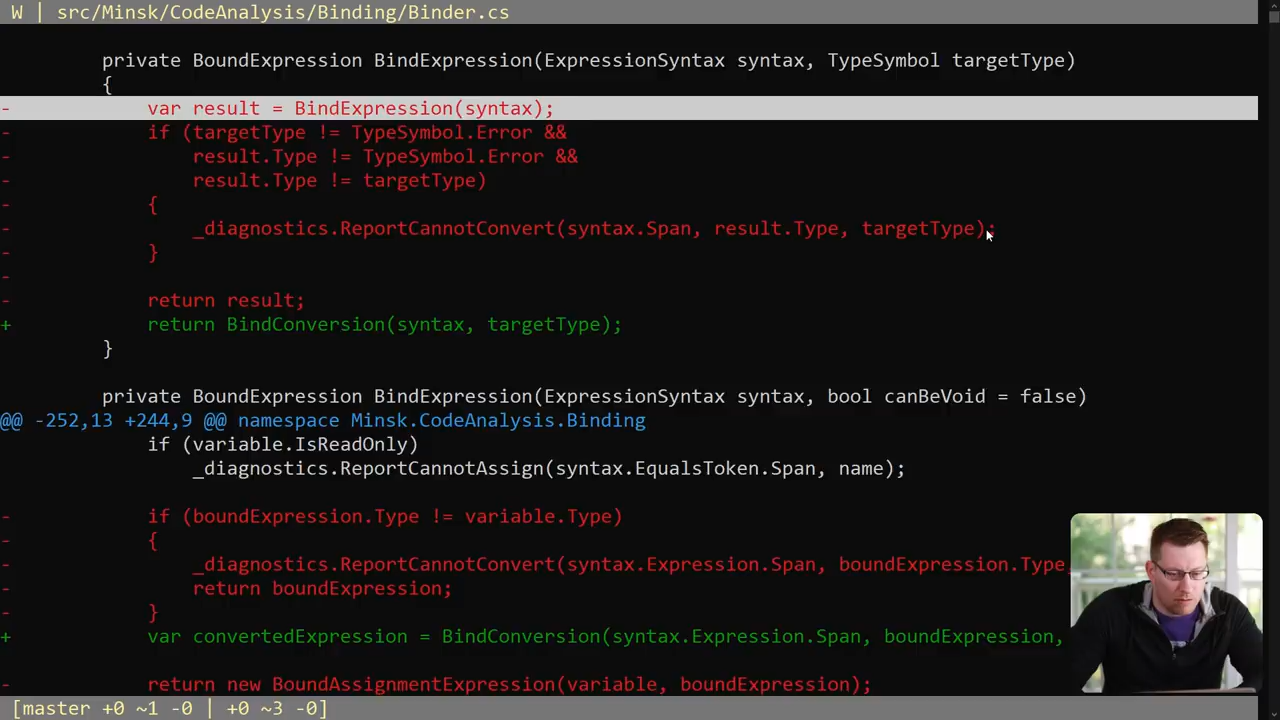 W | src/Minsk/CodeAnalysis/Binding/Binder.cs
private BoundExpression BindExpression(ExpressionSyntax syntax, TypeSymbol targetType)
{
- var result = BindExpression(syntax);
- if (targetType != TypeSymbol.Error &&
- result.Type != TypeSymbol.Error &&
- result.Type != targetType)
- {
- _diagnostics.ReportCannotConvert(syntax.Span, result.Type, targetType);
- }
-
- return result;
+ return BindConversion(syntax, targetType);
}
private BoundExpression BindExpression(ExpressionSyntax syntax, bool canBeVoid = false)
@@ -252,13 +244,9 @@ namespace Minsk.CodeAnalysis.Binding
if (variable.IsReadOnly)
_diagnostics.ReportCannotAssign(syntax.EqualsToken.Span, name);
- if (boundExpression.Type != variable.Type)
- {
- _diagnostics.ReportCannotConvert(syntax.Expression.Span, boundExpression.Type,
- return boundExpression;
- }
+ var convertedExpression = BindConversion(syntax.Expression.Span, boundExpression,
- return new BoundAssignmentExpression(variable, boundExpression);
[master +0 ~1 -0 | +0 ~3 -0]